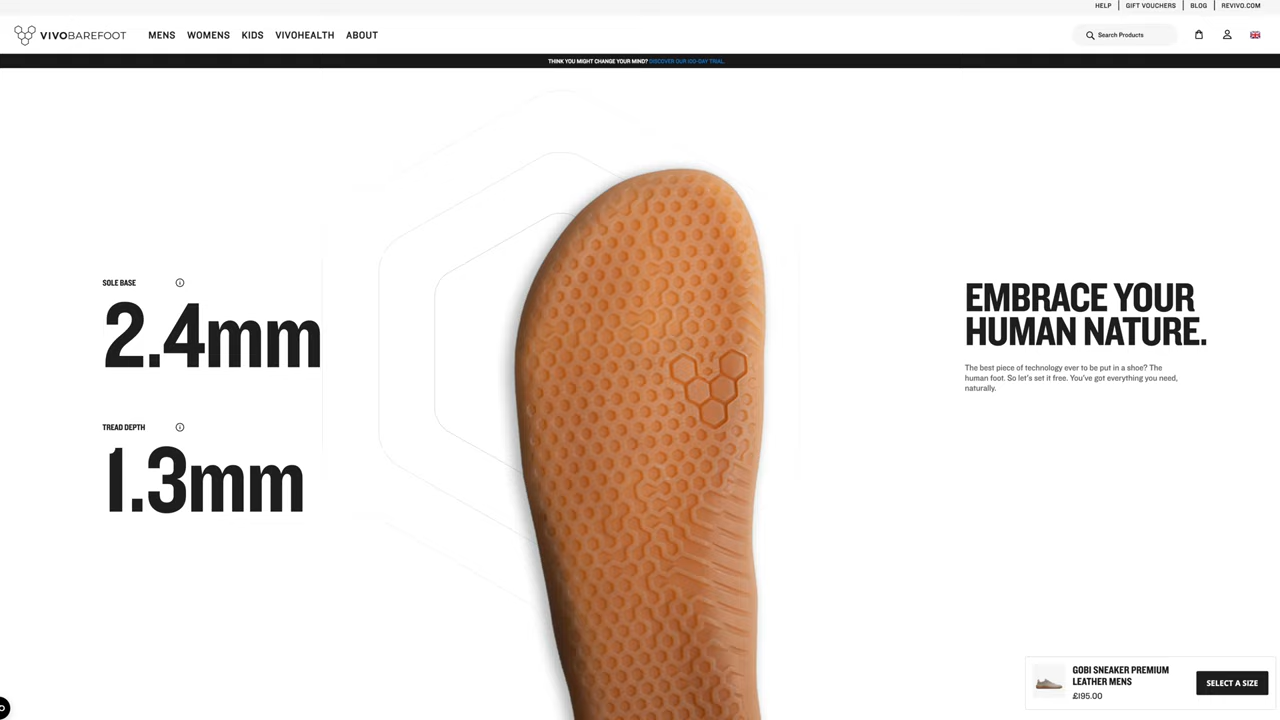 HELP
GIFT VOUCHERS
BLOG
REVIVO.COM
VIVOBAREFOOT
MENS
WOMENS
KIDS
VIVOHEALTH
ABOUT
Search Products
THINK YOU MIGHT CHANGE YOUR MIND? DISCOVER OUR 100-DAY TRIAL.
SOLE BASE
2.4mm
TREAD DEPTH
1.3mm
EMBRACE YOUR
HUMAN NATURE.
The best piece of technology ever to be put in a shoe? The
human foot. So let's set it free. You've got everything you need,
naturally.
GOBI SNEAKER PREMIUM
LEATHER MENS
£195.00
SELECT A SIZE